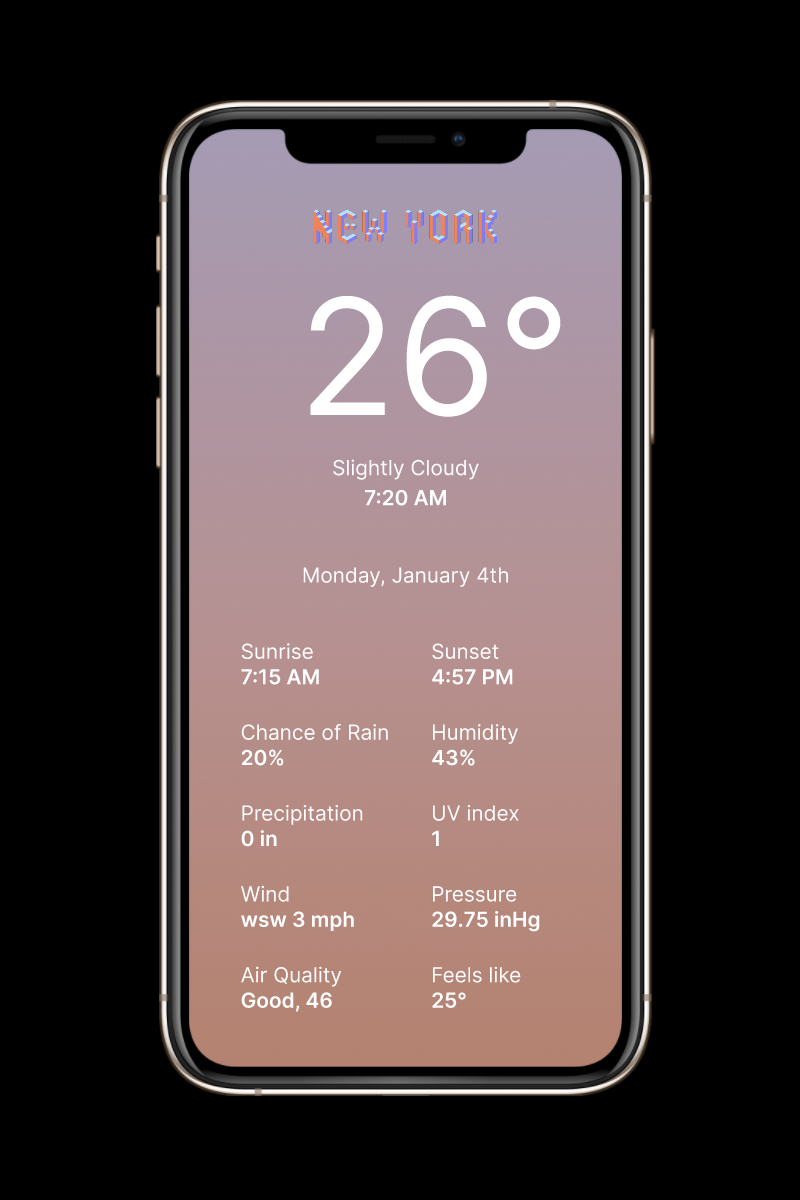 NEW YORK
26°
Slightly Cloudy
7:20 AM
Monday, January 4th
Sunrise
7:15 AM
Sunset
4:57 PM
Chance of Rain
20%
Humidity
43%
Precipitation
0 in
UV index
1
Wind
wsw 3 mph
Pressure
29.75 inHg
Air Quality
Good, 46
Feels like
25°